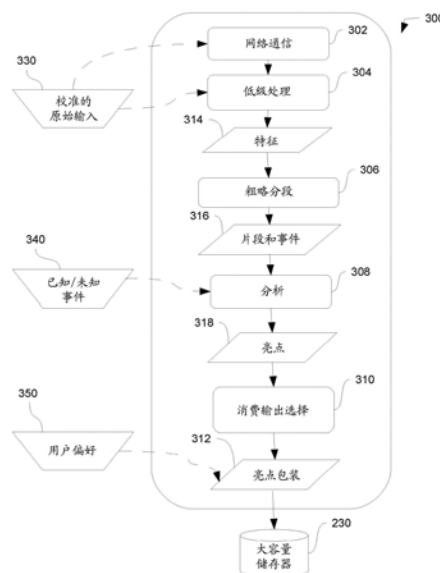 300
302
网络通信
330
校准的
原始输入
304
低级处理
314
特征
306
粗略分段
316
片段和事件
340
已知/未知
事件
308
分析
318
亮点
310
消费输出选择
350
用户偏好
312
亮点包装
230
大容量
储存器